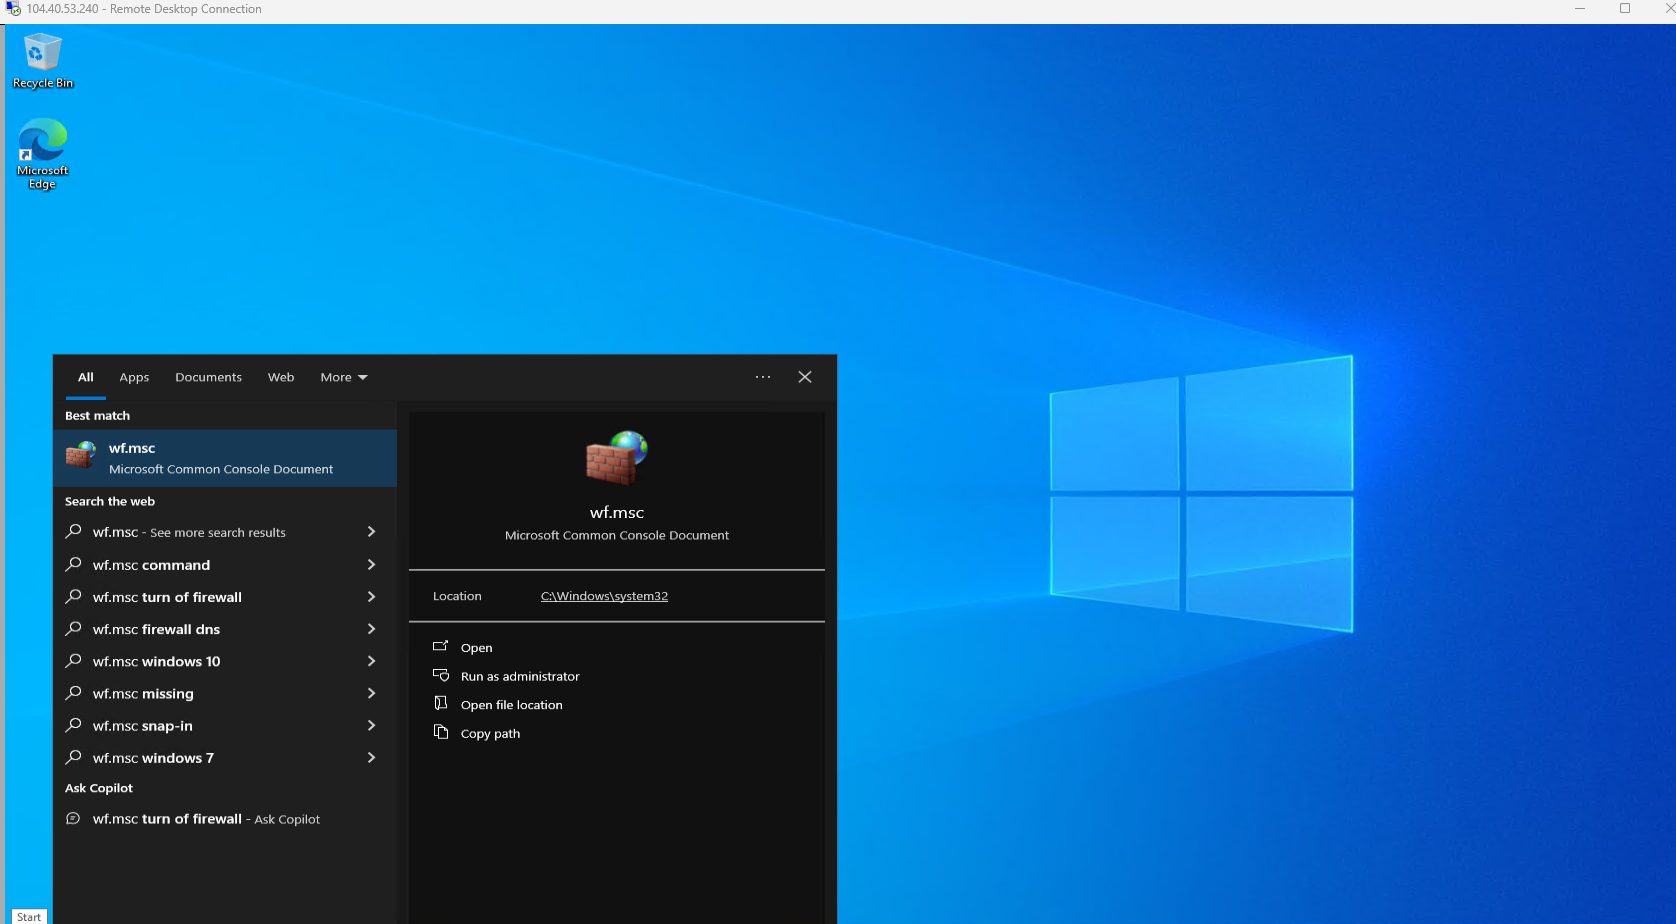 104.40.53.240 - Remote Desktop Connection
Recycle Bin
Microsoft
Edge
All Apps Documents Web More
Best match
wf.msc
Microsoft Common Console Document
Search the web
wf.msc - See more search results
wf.msc command
wf.msc turn of firewall
wf.msc firewall dns
wf.msc windows 10
wf.msc missing
wf.msc snap-in
wf.msc windows 7
Ask Copilot
wf.msc turn of firewall - Ask Copilot
wf.msc
Microsoft Common Console Document
Location C:\Windows\system32
Open
Run as administrator
Open file location
Copy path
Start